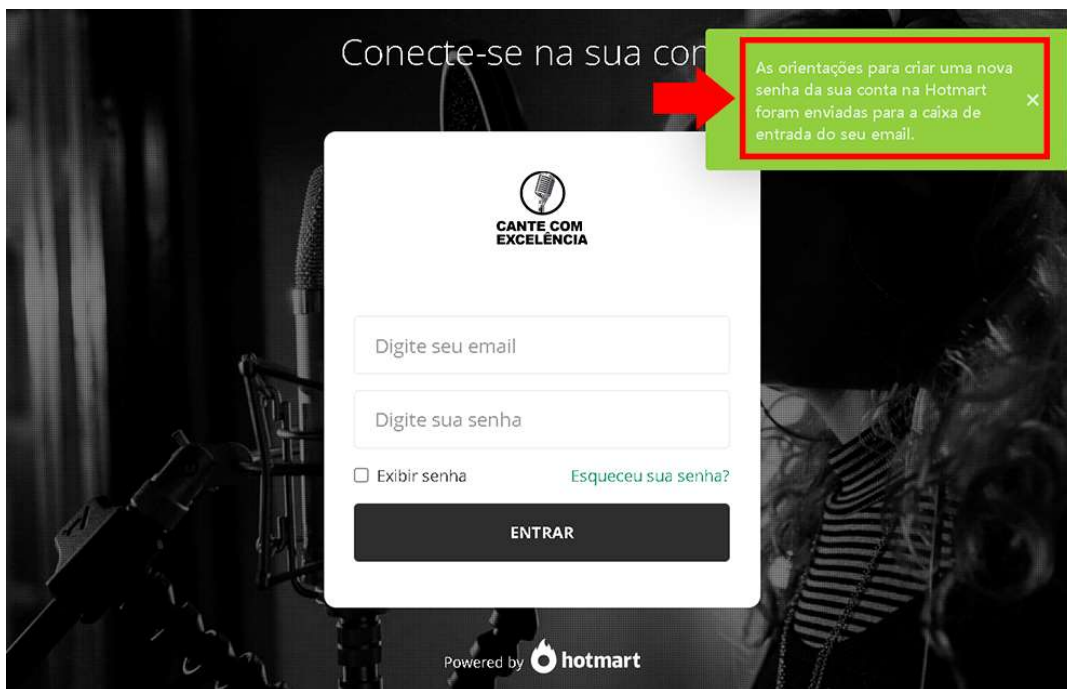 Conecte-se na sua con
As orientações para criar uma nova
senha da sua conta na Hotmart
foram enviadas para a caixa de
entrada do seu email.
CANTE COM
EXCELÊNCIA
Digite seu email
Digite sua senha
Exibir senha
Esqueceu sua senha?
ENTRAR
Powered by hotmart